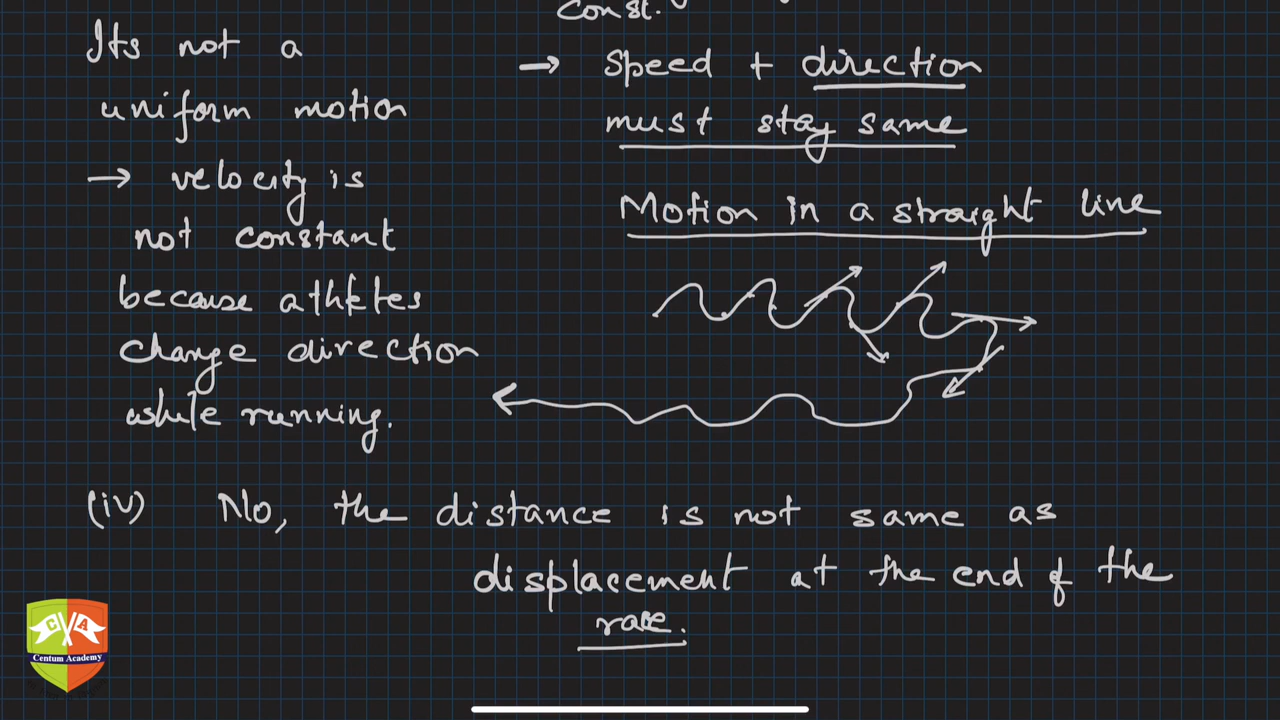 Its not a
uniform motion
→ velocity is
not constant
because athletes
change direction
while running.
Const.
→ Speed + direction
must stay same
Motion in a straight line
(iv) No, the distance is not same as
displacement at the end of the
race.
C A
Centum Academy